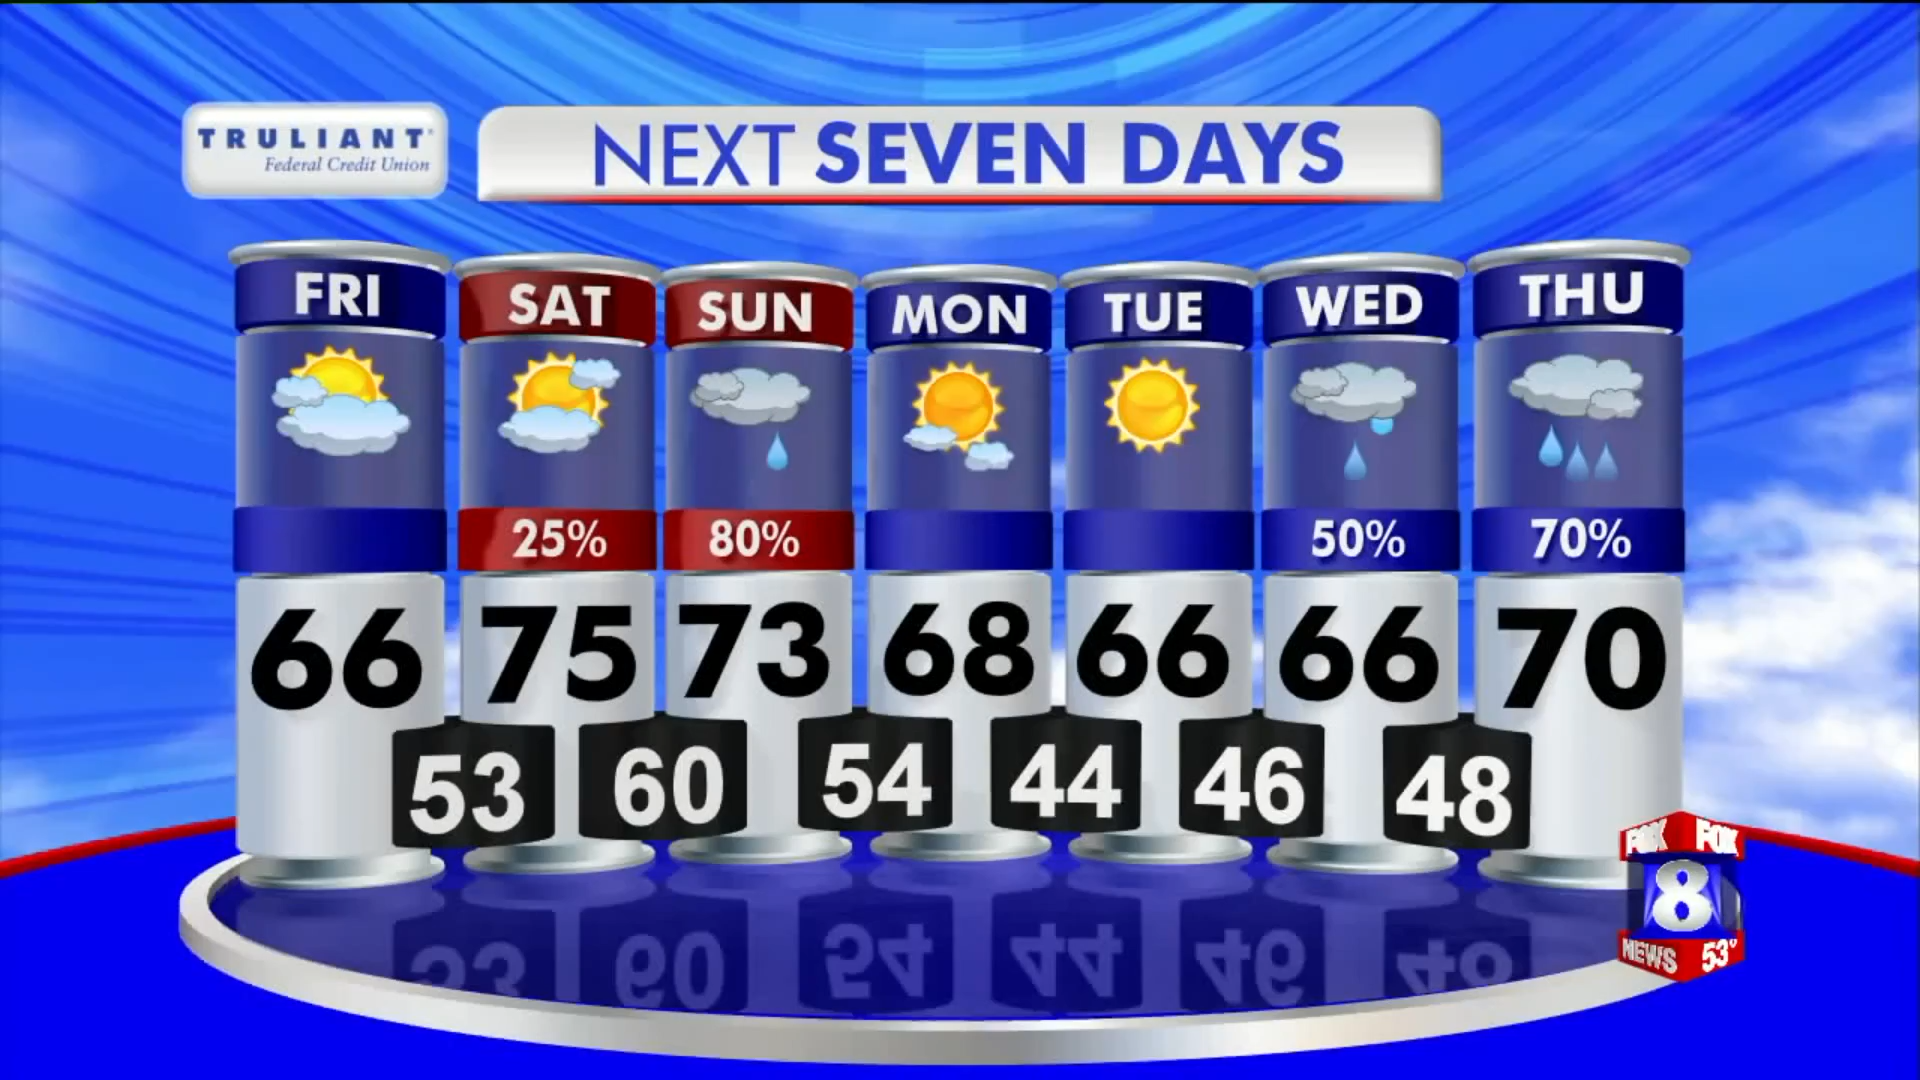 TRULIANT
Federal Credit Union
NEXT SEVEN DAYS
FRI SAT SUN MON TUE WED THU
25% 80% 50% 70%
66 75 73 68 66 66 70
53 60 54 44 46 48
FOX FOX
8
NEWS 53°